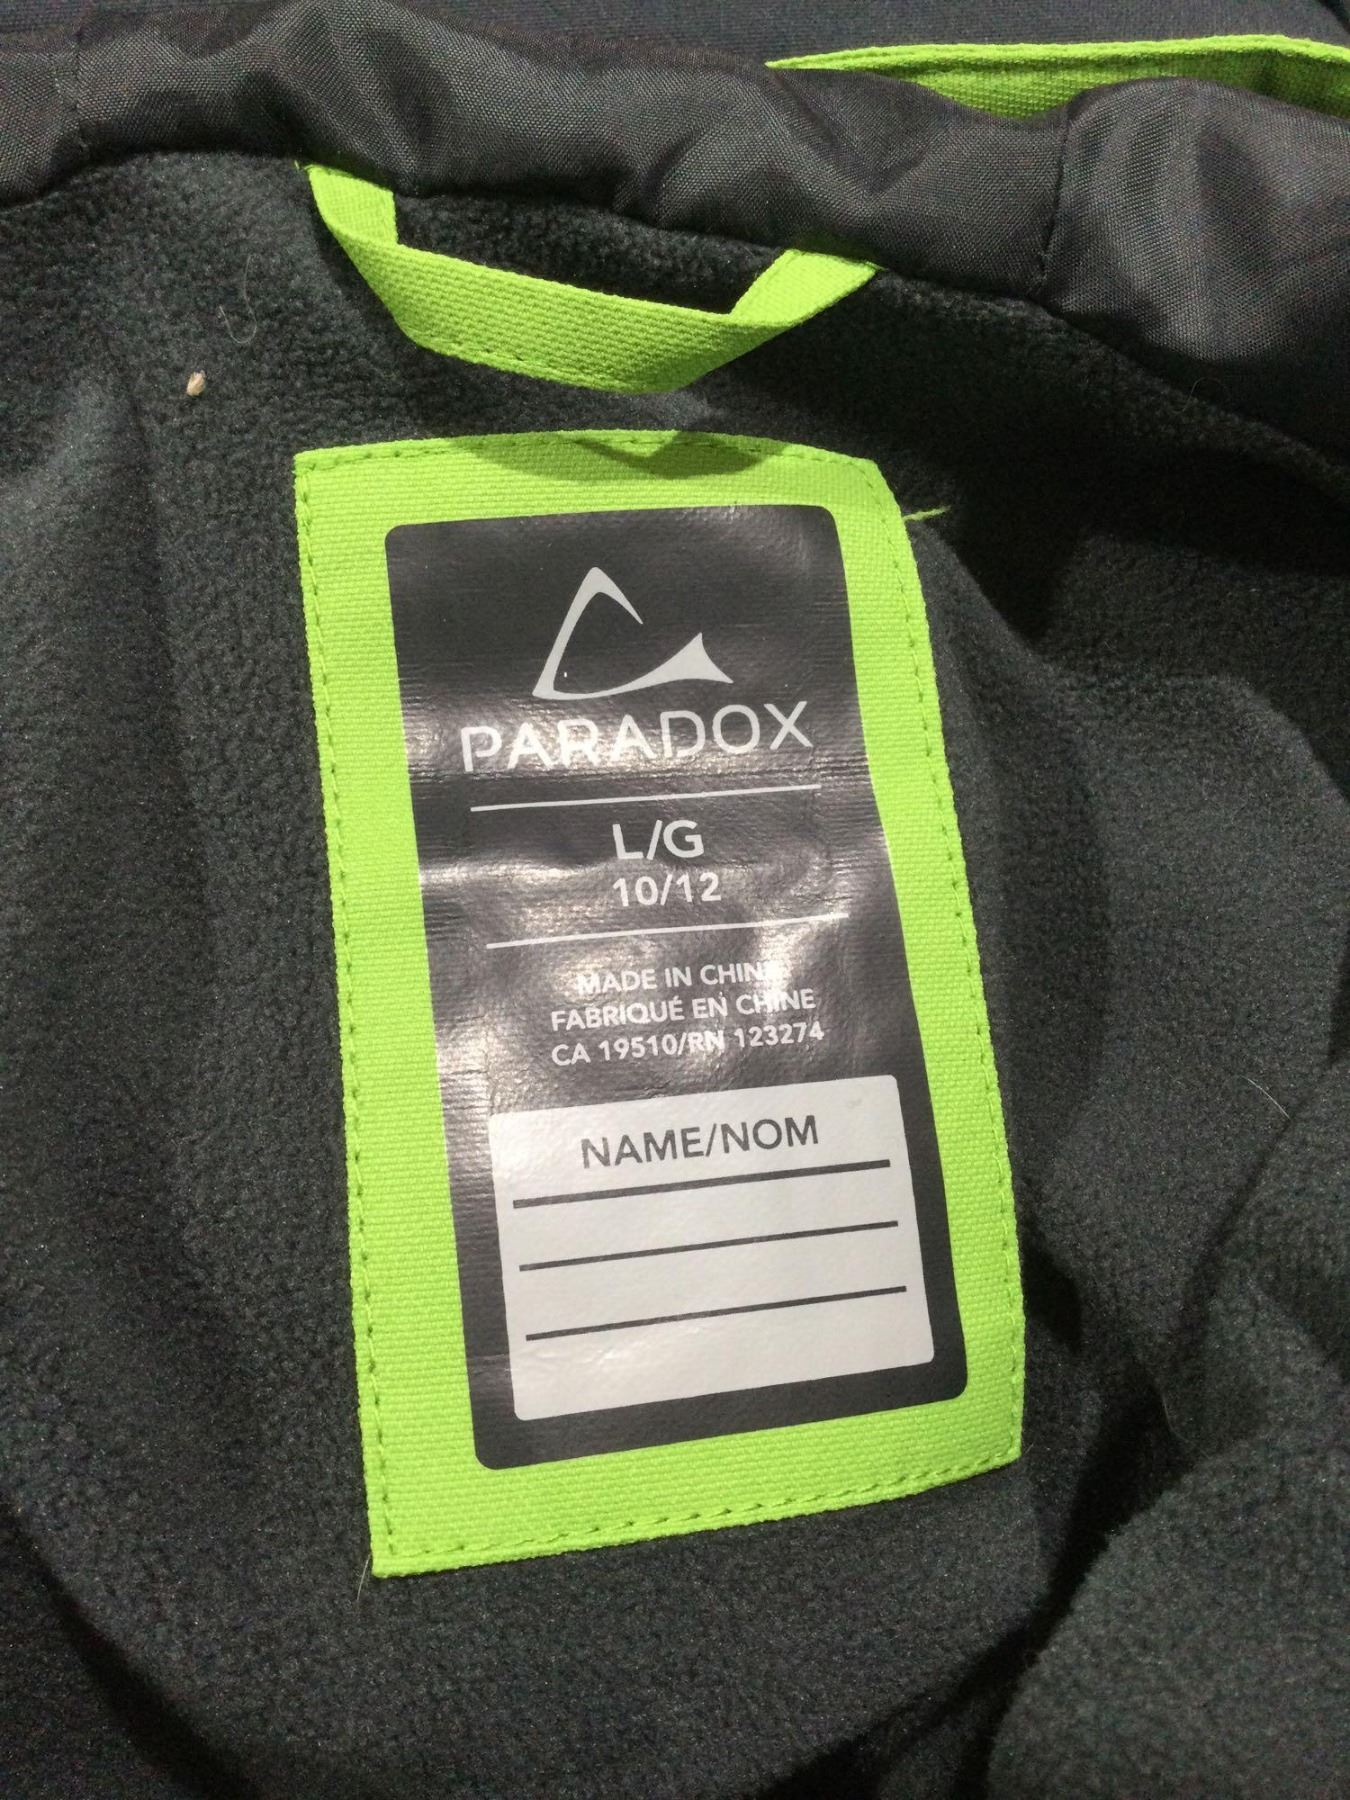 PARADOX
L/G
10/12
MADE IN CHINA
FABRIQUÉ EN CHINE
CA 19510/RN 123274
NAME/NOM